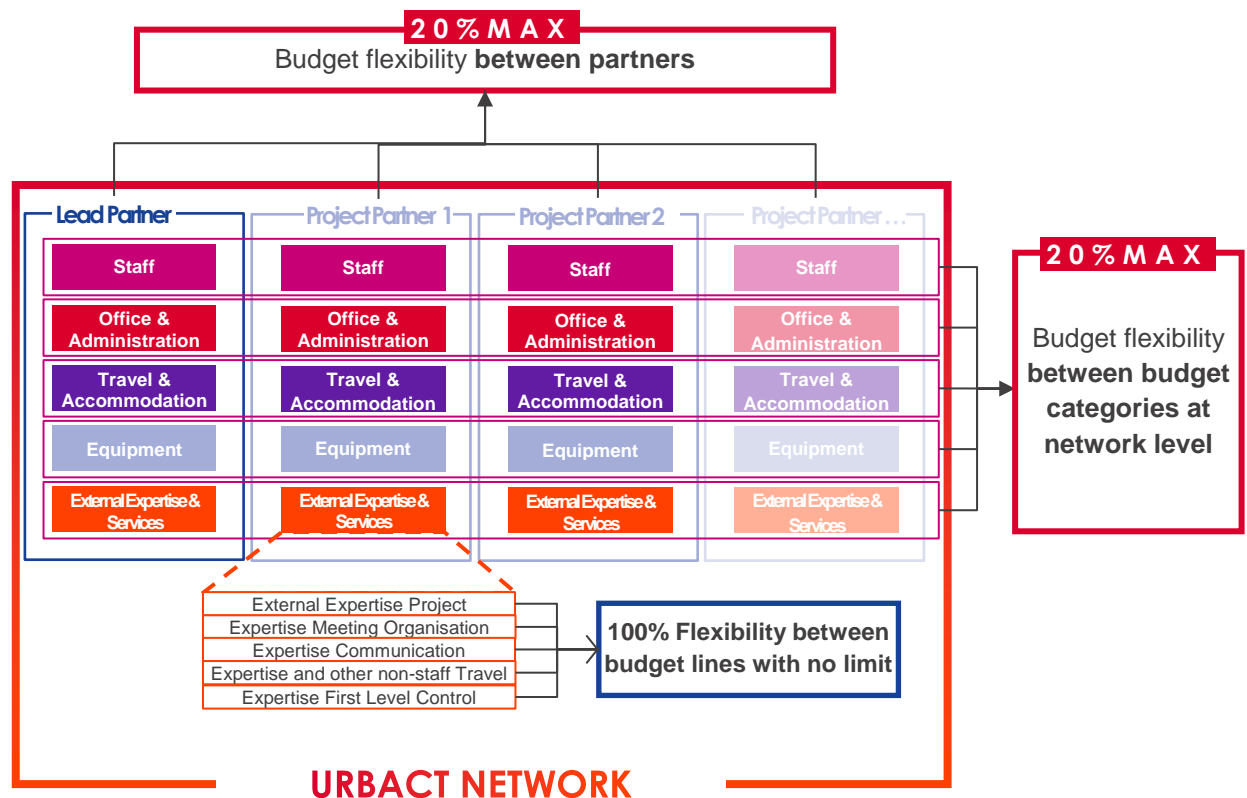 20%MAX
Budget flexibility between partners
Lead Partner
Project Partner 1
Project Partner 2
Project Partner ...
Staff
Staff
Staff
Staff
Office &
Administration
Office &
Administration
Office &
Administration
Office &
Administration
Travel &
Accommodation
Travel &
Accommodation
Travel &
Accommodation
Travel &
Accommodation
Equipment
Equipment
Equipment
Equipment
External Expertise &
Services
External Expertise &
Services
External Expertise &
Services
External Expertise &
Services
20%MAX
Budget flexibility
between budget
categories at
network level
External Expertise Project
Expertise Meeting Organisation
Expertise Communication
Expertise and other non-staff Travel
Expertise First Level Control
100% Flexibility between
budget lines with no limit
URBACT NETWORK